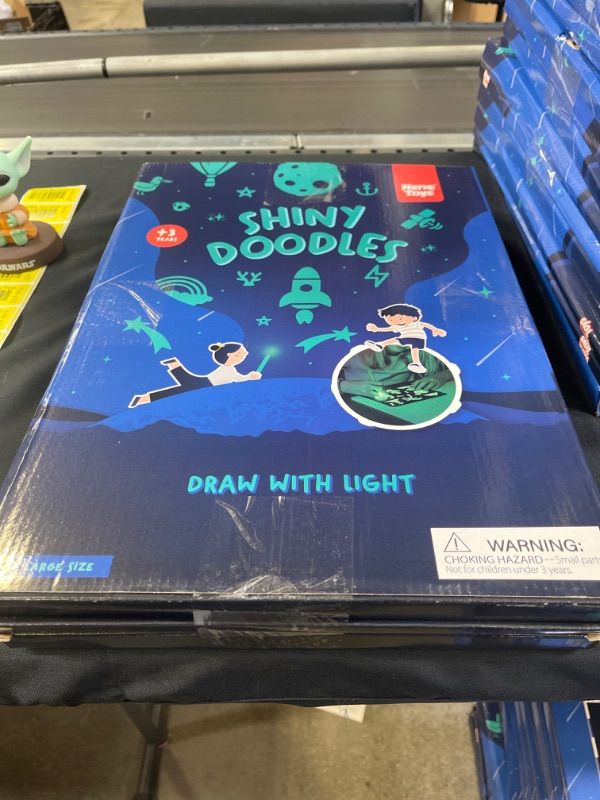 Nene
Toys
+3
YEARS
SHINY
DOODLES
DRAW WITH LIGHT
LARGE SIZE
WARNING:
CHOKING HAZARD -- Small part
Not for children under 3 years.